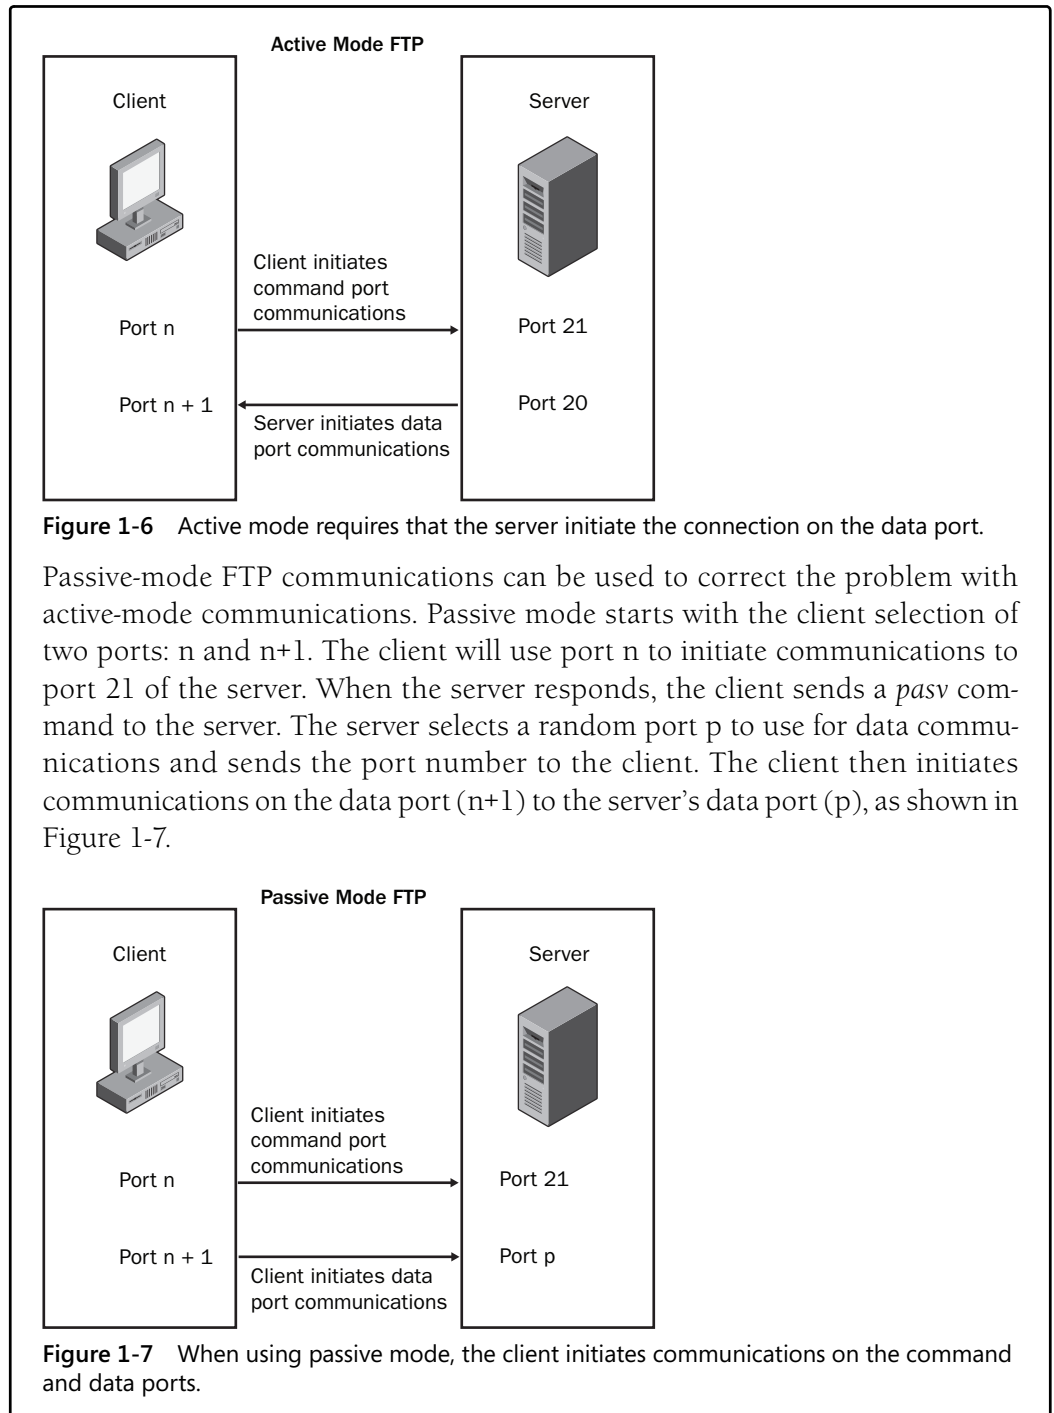 Active Mode FTP
Client
Server
Client initiates
command port
communications
Port n
Port 21
Port n + 1
Port 20
Server initiates data
port communications
Figure 1-6 Active mode requires that the server initiate the connection on the data port.
Passive-mode FTP communications can be used to correct the problem with
active-mode communications. Passive mode starts with the client selection of
two ports: n and n+1. The client will use port n to initiate communications to
port 21 of the server. When the server responds, the client sends a pasv com-
mand to the server. The server selects a random port p to use for data commu-
nications and sends the port number to the client. The client then initiates
communications on the data port (n+1) to the server's data port (p), as shown in
Figure 1-7.
Passive Mode FTP
Client
Server
Client initiates
command port
communications
Port n
Port 21
Port n + 1
Port p
Client initiates data
port communications
Figure 1-7 When using passive mode, the client initiates communications on the command
and data ports.